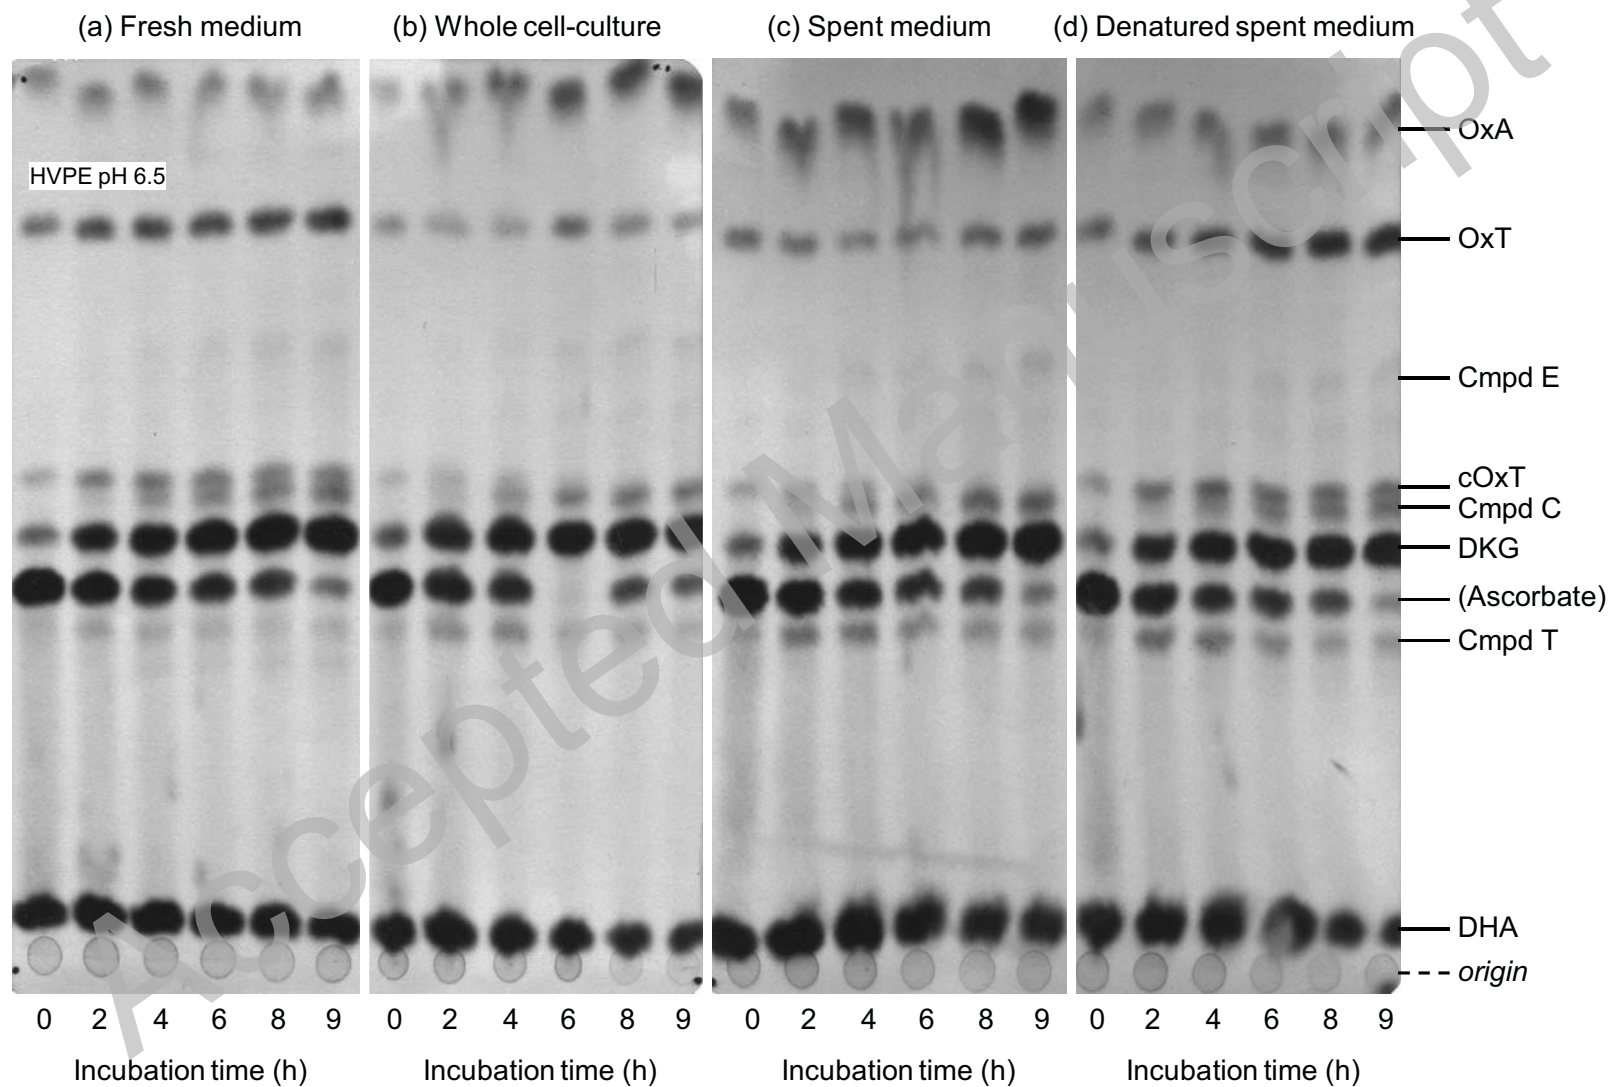 (a) Fresh medium
(b) Whole cell-culture
(c) Spent medium
(d) Denatured spent medium
HVPE pH 6.5
OxA
OxT
Cmpd E
cOxT
Cmpd C
DKG
(Ascorbate)
Cmpd T
DHA
origin
0 2 4 6 8 9
0 2 4 6 8 9
0 2 4 6 8 9
0 2 4 6 8 9
Incubation time (h)
Incubation time (h)
Incubation time (h)
Incubation time (h)
Accepted Manuscript